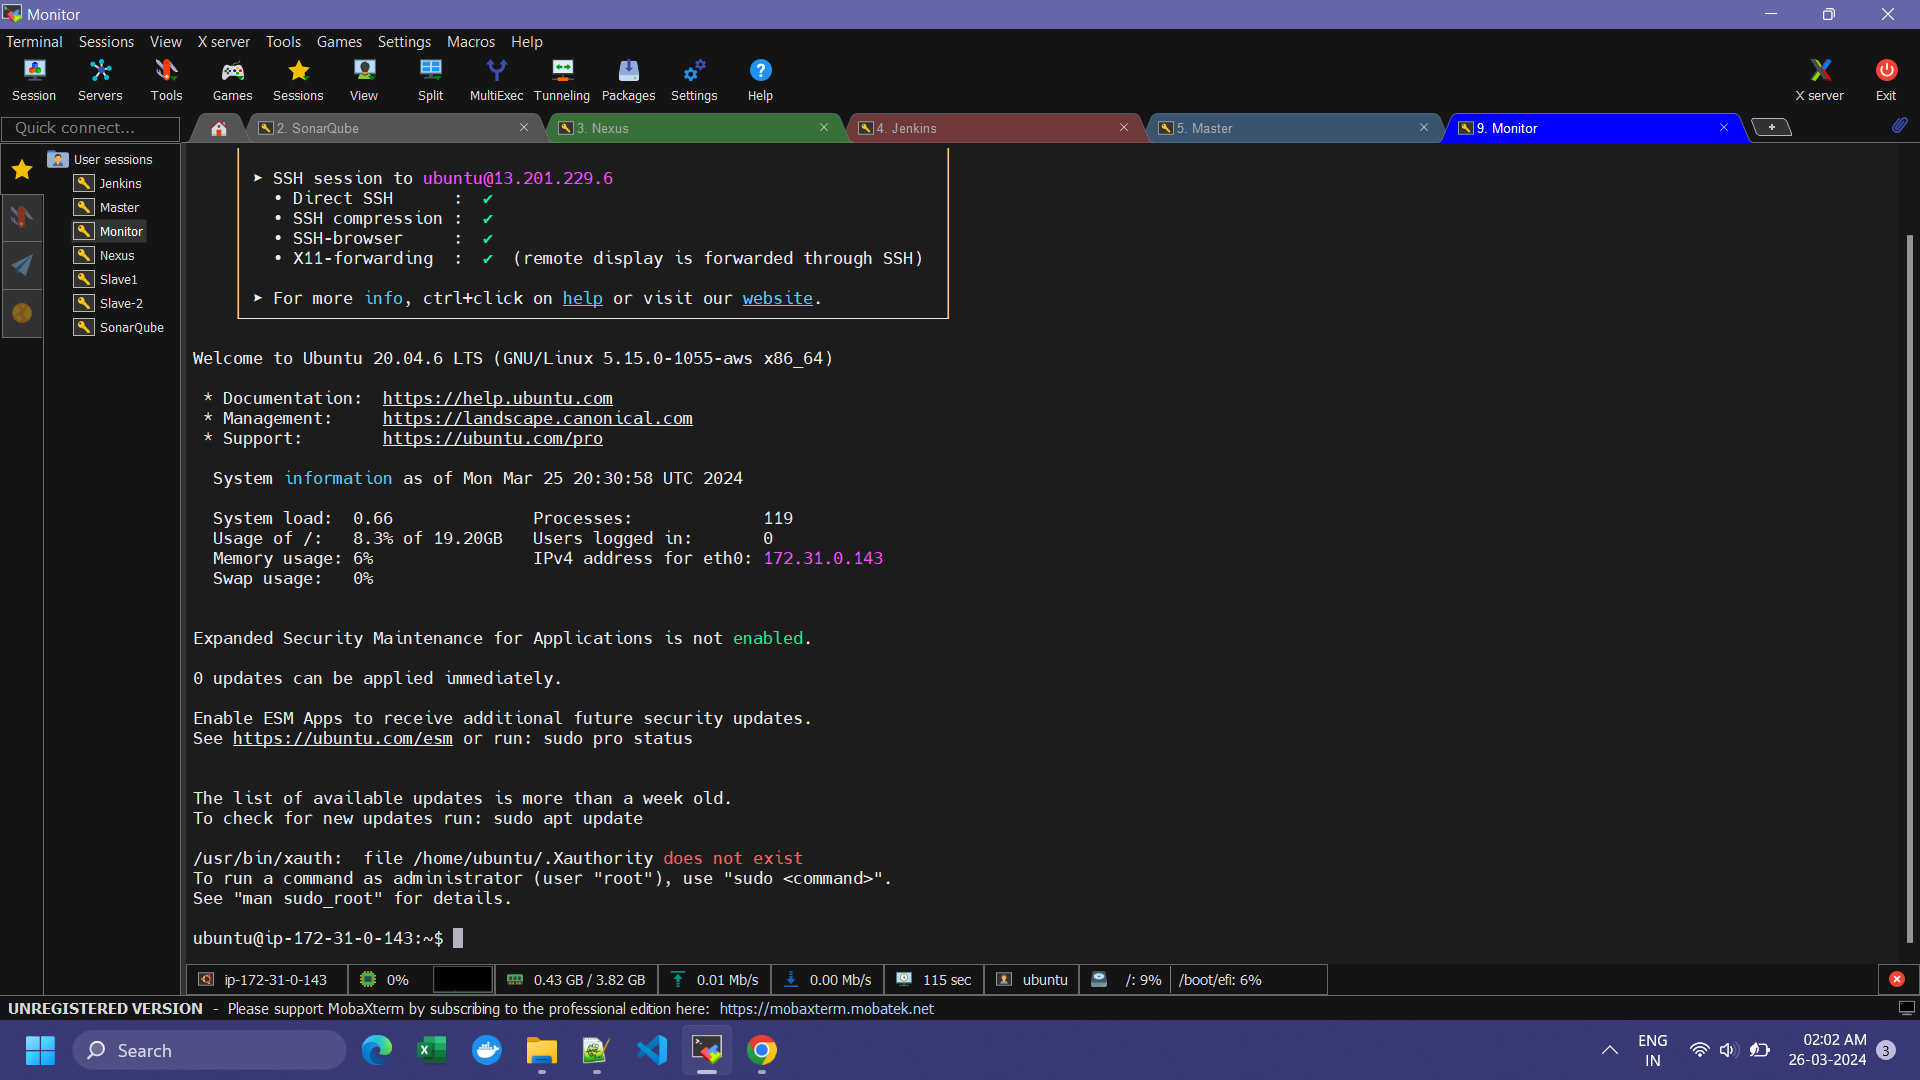 Monitor
Terminal Sessions View X server Tools Games Settings Macros Help
Session Servers Tools Games Sessions View Split MultiExec Tunneling Packages Settings Help X server Exit
Quick connect...
2. SonarQube
3. Nexus
4. Jenkins
5. Master
9. Monitor
User sessions
Jenkins
Master
Monitor
Nexus
Slave1
Slave-2
SonarQube
➤ SSH session to ubuntu@13.201.229.6
• Direct SSH : ✔
• SSH compression : ✔
• SSH-browser : ✔
• X11-forwarding : ✔ (remote display is forwarded through SSH)
➤ For more info, ctrl+click on help or visit our website.
Welcome to Ubuntu 20.04.6 LTS (GNU/Linux 5.15.0-1055-aws x86_64)
* Documentation: https://help.ubuntu.com
* Management: https://landscape.canonical.com
* Support: https://ubuntu.com/pro
System information as of Mon Mar 25 20:30:58 UTC 2024
System load: 0.66 Processes: 119
Usage of /: 8.3% of 19.20GB Users logged in: 0
Memory usage: 6% IPv4 address for eth0: 172.31.0.143
Swap usage: 0%
Expanded Security Maintenance for Applications is not enabled.
0 updates can be applied immediately.
Enable ESM Apps to receive additional future security updates.
See https://ubuntu.com/esm or run: sudo pro status
The list of available updates is more than a week old.
To check for new updates run: sudo apt update
/usr/bin/xauth: file /home/ubuntu/.Xauthority does not exist
To run a command as administrator (user "root"), use "sudo <command>".
See "man sudo_root" for details.
ubuntu@ip-172-31-0-143:~$
ip-172-31-0-143 0% 0.43 GB / 3.82 GB 0.01 Mb/s 0.00 Mb/s 115 sec ubuntu /: 9% /boot/efi: 6%
UNREGISTERED VERSION - Please support MobaXterm by subscribing to the professional edition here: https://mobaxterm.mobatek.net
Search
ENG
IN
02:02 AM
26-03-2024
3